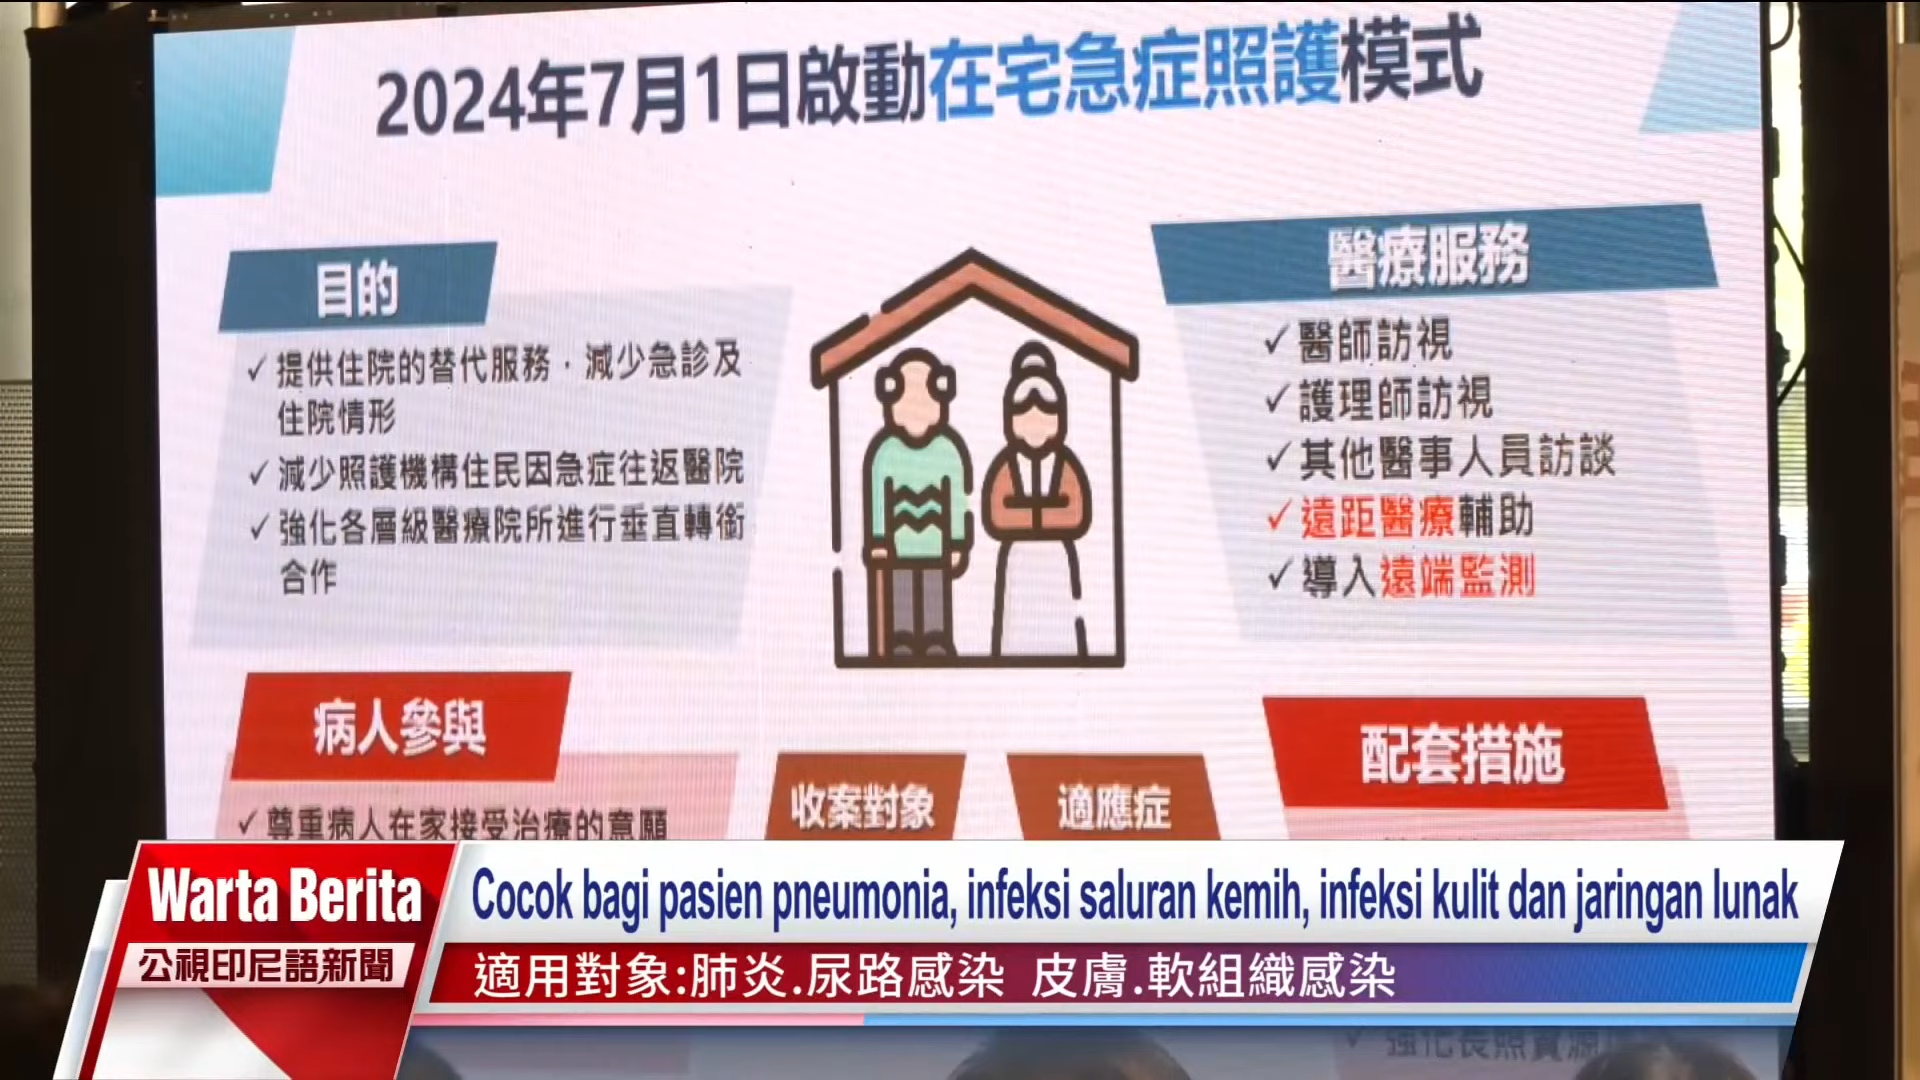 2024年7月1日啟動在宅急症照護模式
目的
✓ 提供住院的替代服務，減少急診及
住院情形
✓ 減少照護機構住民因急症往返醫院
✓ 強化各層級醫療院所進行垂直轉銜
合作
醫療服務
✓ 醫師訪視
✓ 護理師訪視
✓ 其他醫事人員訪談
✓ 遠距醫療輔助
✓ 導入遠端監測
病人參與
✓ 尊重病人在家接受治療的意願
收案對象
適應症
配套措施
Warta Berita
公視印尼語新聞
Cocok bagi pasien pneumonia, infeksi saluran kemih, infeksi kulit dan jaringan lunak
適用對象:肺炎.尿路感染 皮膚.軟組織感染
✓ 強化長照資源